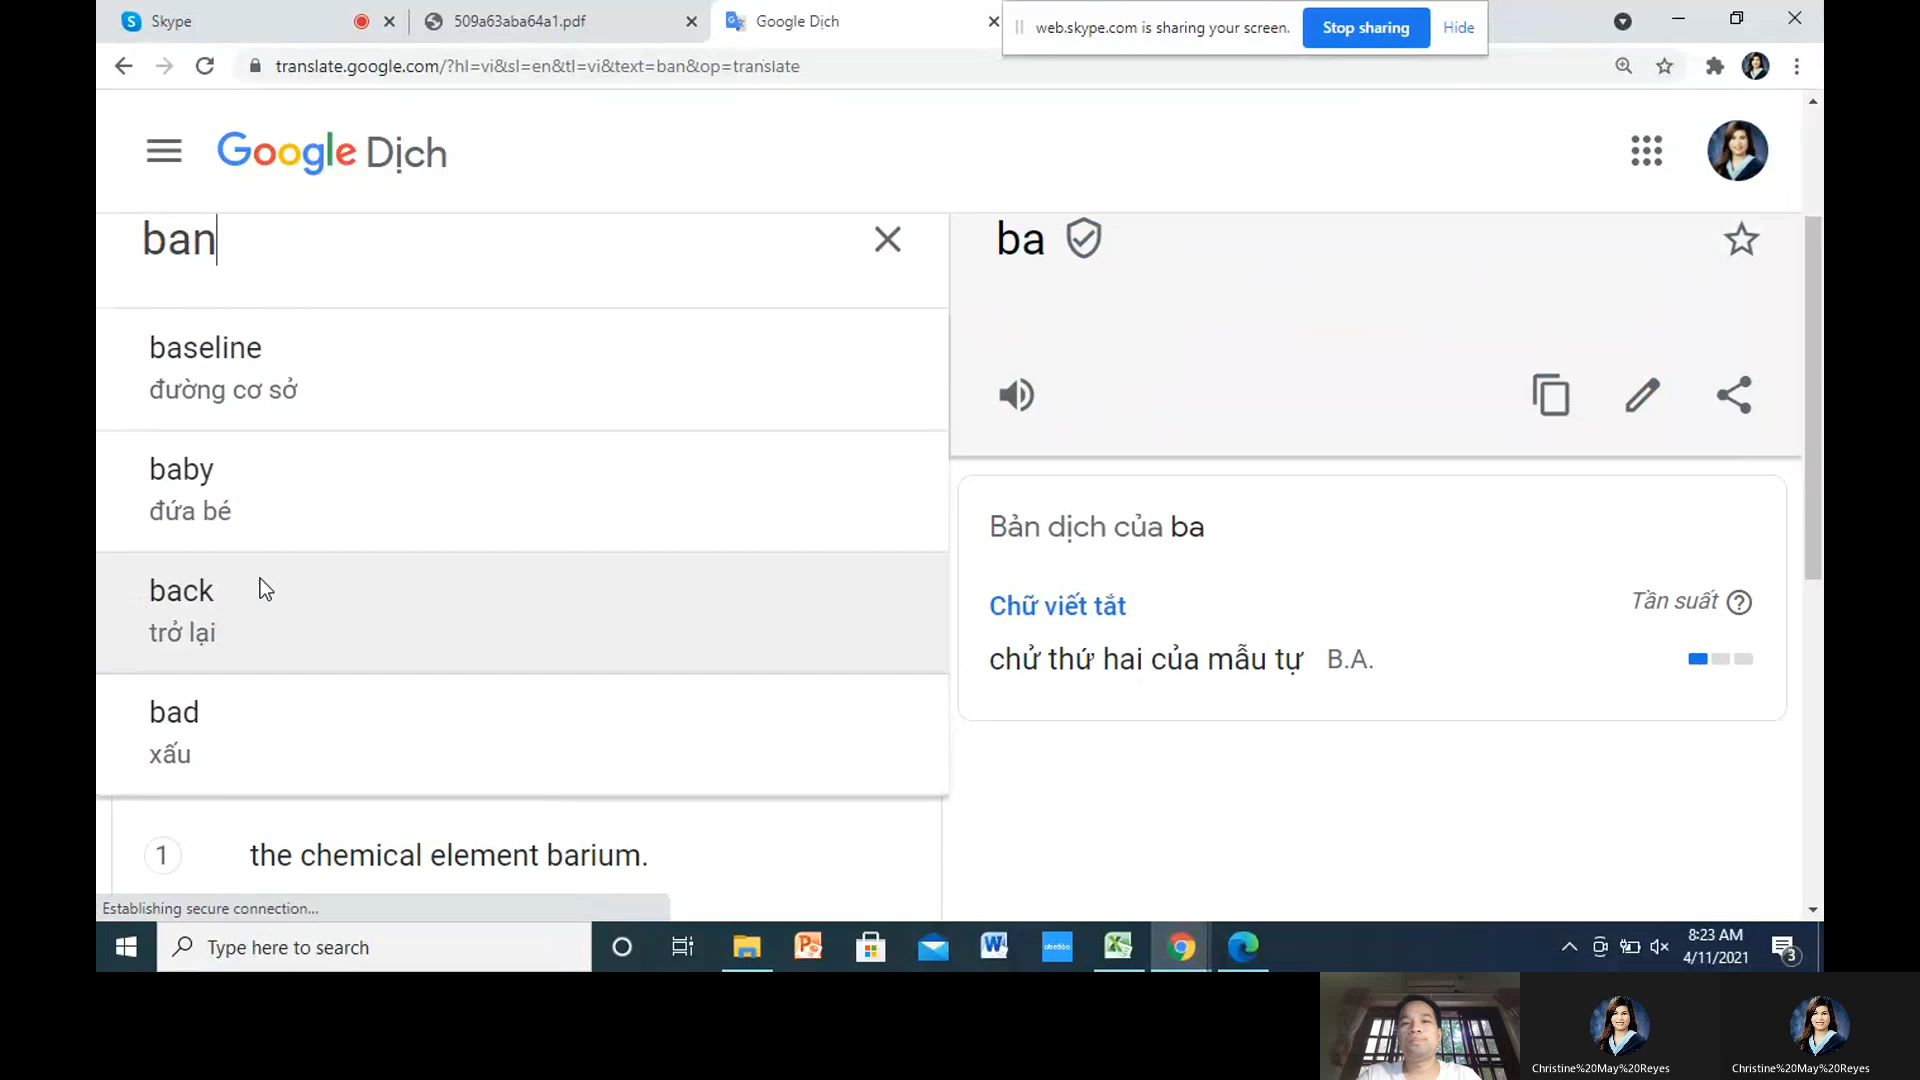 Skype
509a63aba64a1.pdf
Google Dịch
web.skype.com is sharing your screen.
Stop sharing
Hide
translate.google.com/?hl=vi&sl=en&tl=vi&text=ban&op=translate
Google Dịch
ban
ba
baseline
đường cơ sở
baby
đứa bé
back
trở lại
bad
xấu
Bản dịch của ba
Chữ viết tắt
Tần suất
chử thứ hai của mẫu tự B.A.
1 the chemical element barium.
Establishing secure connection...
Type here to search
8:23 AM
4/11/2021
3
Christine%20May%20Reyes
Christine%20May%20Reyes